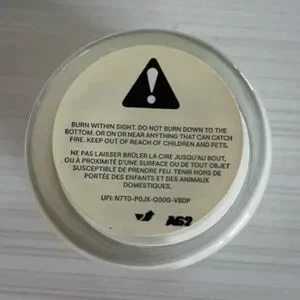 BURN WITHIN SIGHT. DO NOT BURN DOWN TO THE
BOTTOM. OR ON OR NEAR ANYTHING THAT CAN CATCH
FIRE. KEEP OUT OF REACH OF CHILDREN AND PETS.
NE PAS LAISSER BRÛLER LA CIRE JUSQU'AU BOUT,
OU À PROXIMITÉ D'UNE SURFACE OU DE TOUT OBJET
SUSCEPTIBLE DE PRENDRE FEU. TENIR HORS DE
PORTÉE DES ENFANTS ET DES ANIMAUX
DOMESTIQUES.
UFI: N7T0-P0JX-Q00G-V8DP
A62